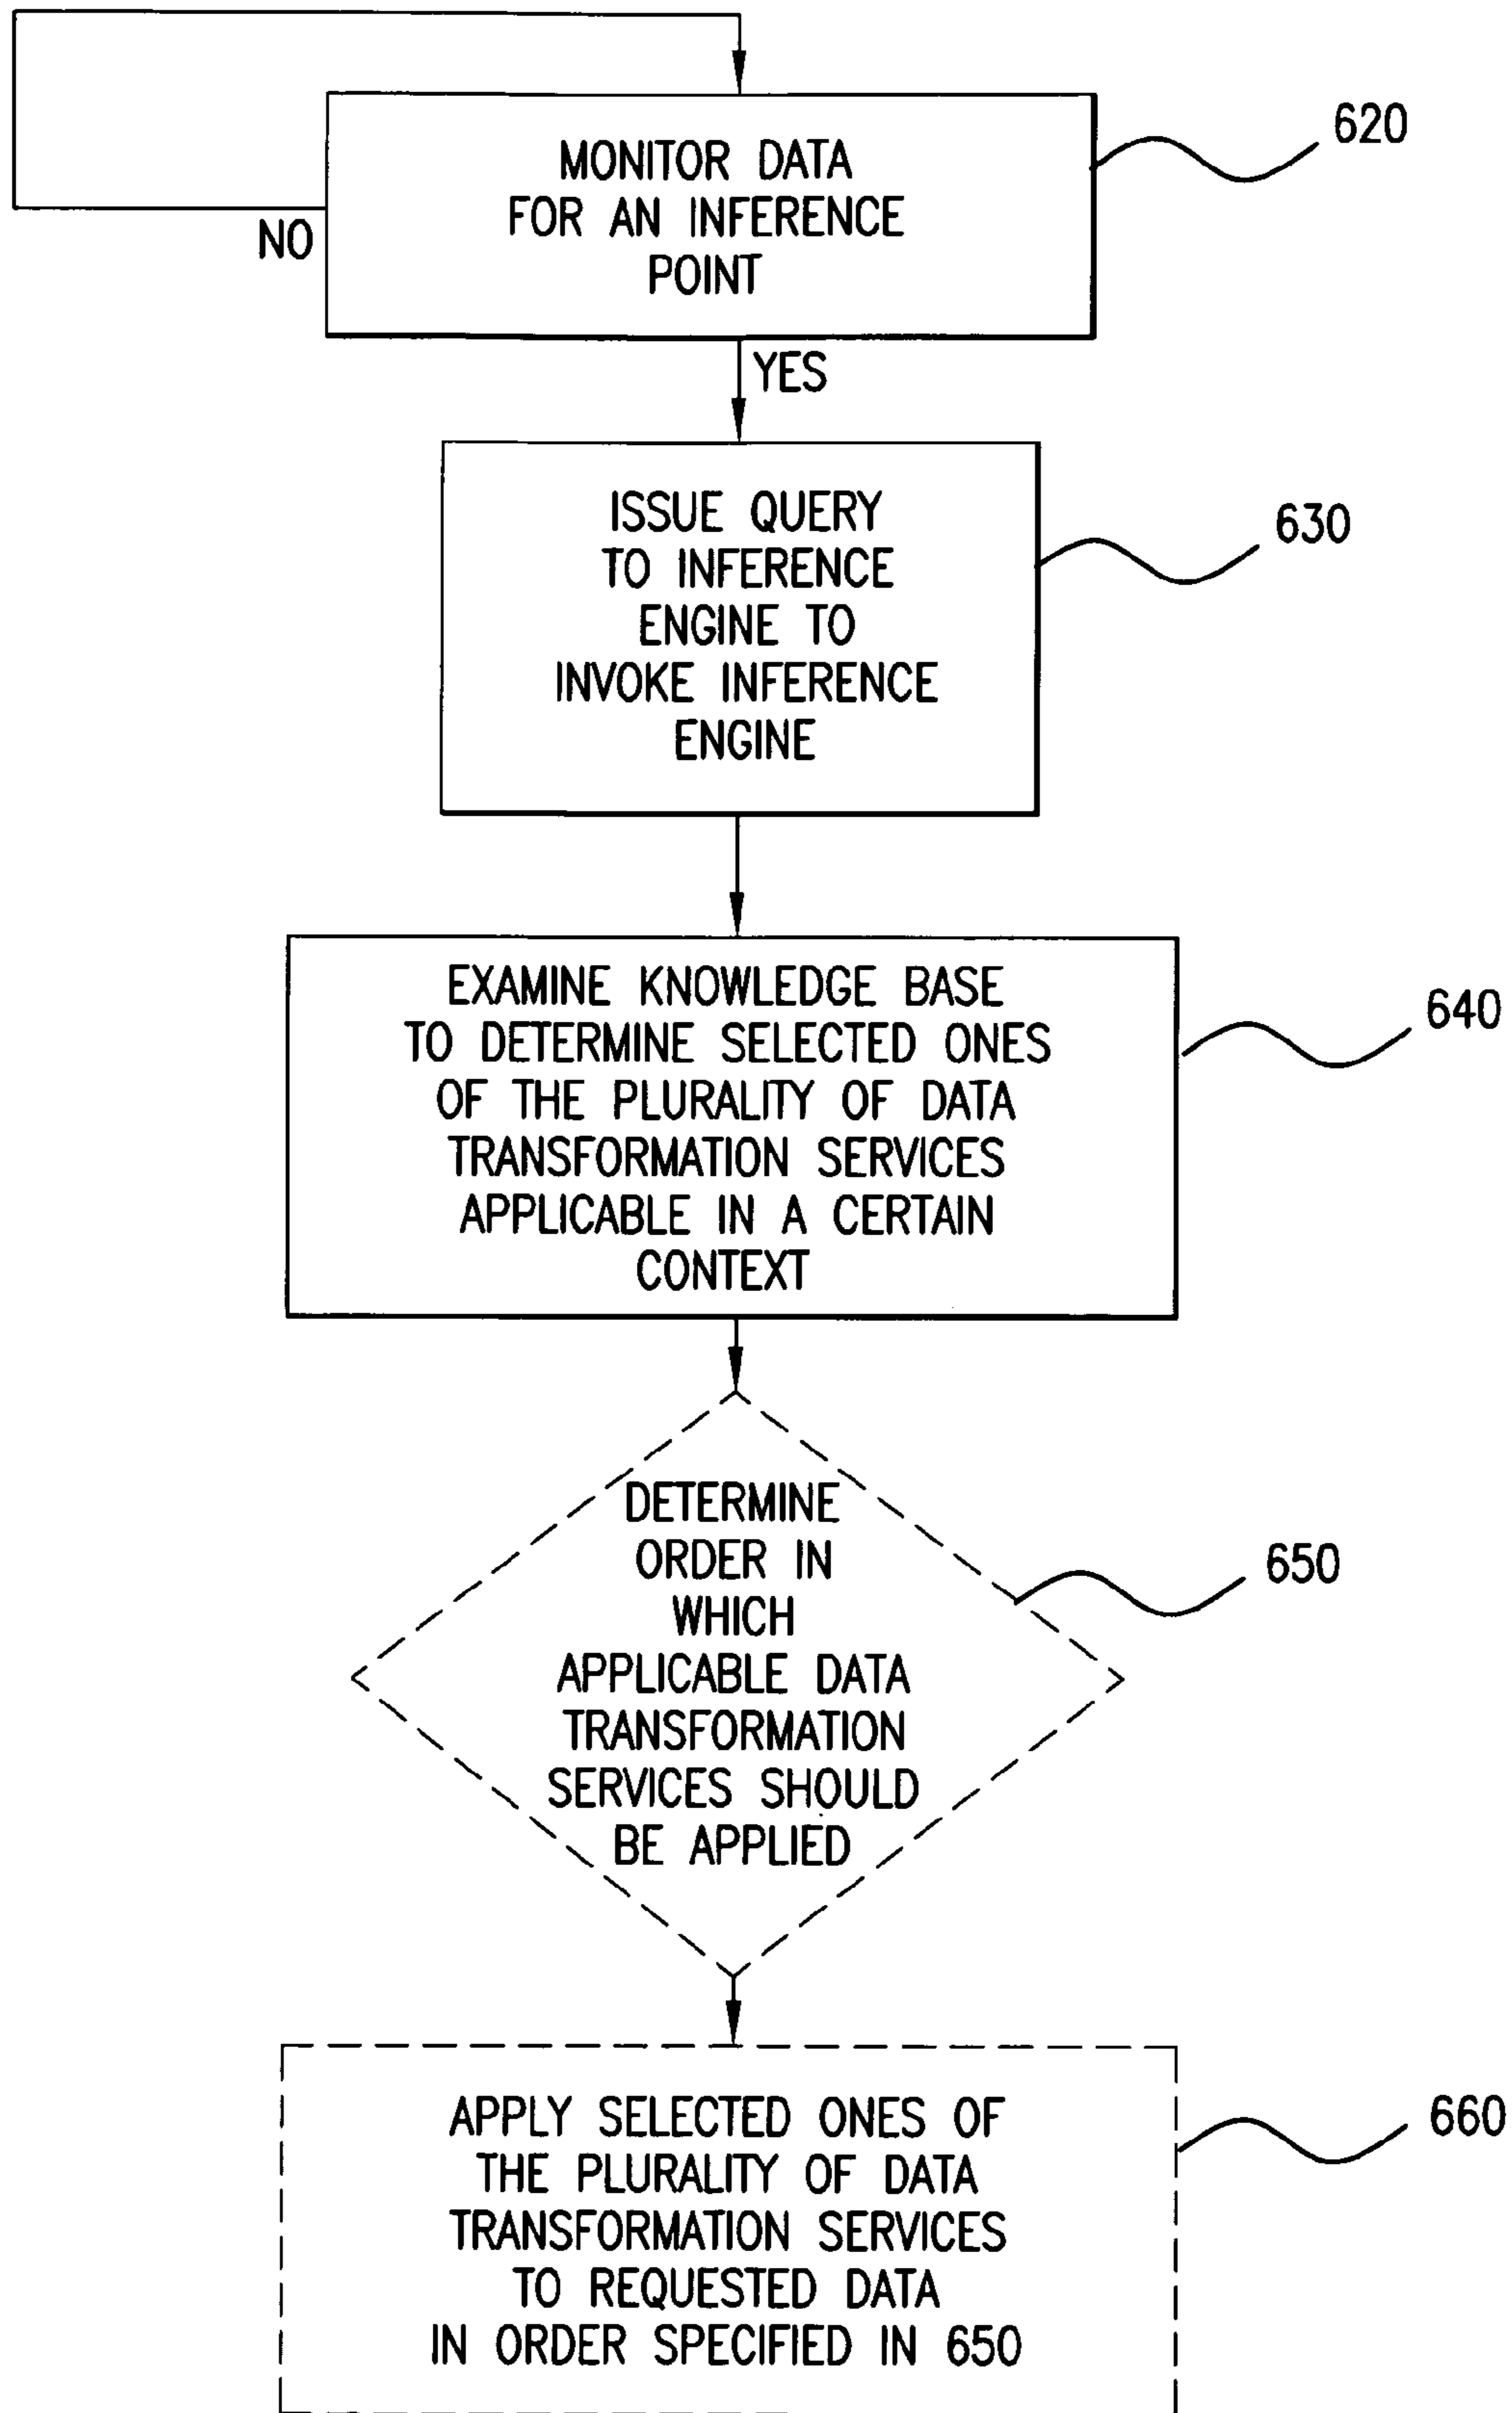 620
MONITOR DATA
FOR AN INFERENCE
POINT
NO
YES
630
ISSUE QUERY
TO INFERENCE
ENGINE TO
INVOKE INFERENCE
ENGINE
640
EXAMINE KNOWLEDGE BASE
TO DETERMINE SELECTED ONES
OF THE PLURALITY OF DATA
TRANSFORMATION SERVICES
APPLICABLE IN A CERTAIN
CONTEXT
650
DETERMINE
ORDER IN
WHICH
APPLICABLE DATA
TRANSFORMATION
SERVICES SHOULD
BE APPLIED
660
APPLY SELECTED ONES OF
THE PLURALITY OF DATA
TRANSFORMATION SERVICES
TO REQUESTED DATA
IN ORDER SPECIFIED IN 650